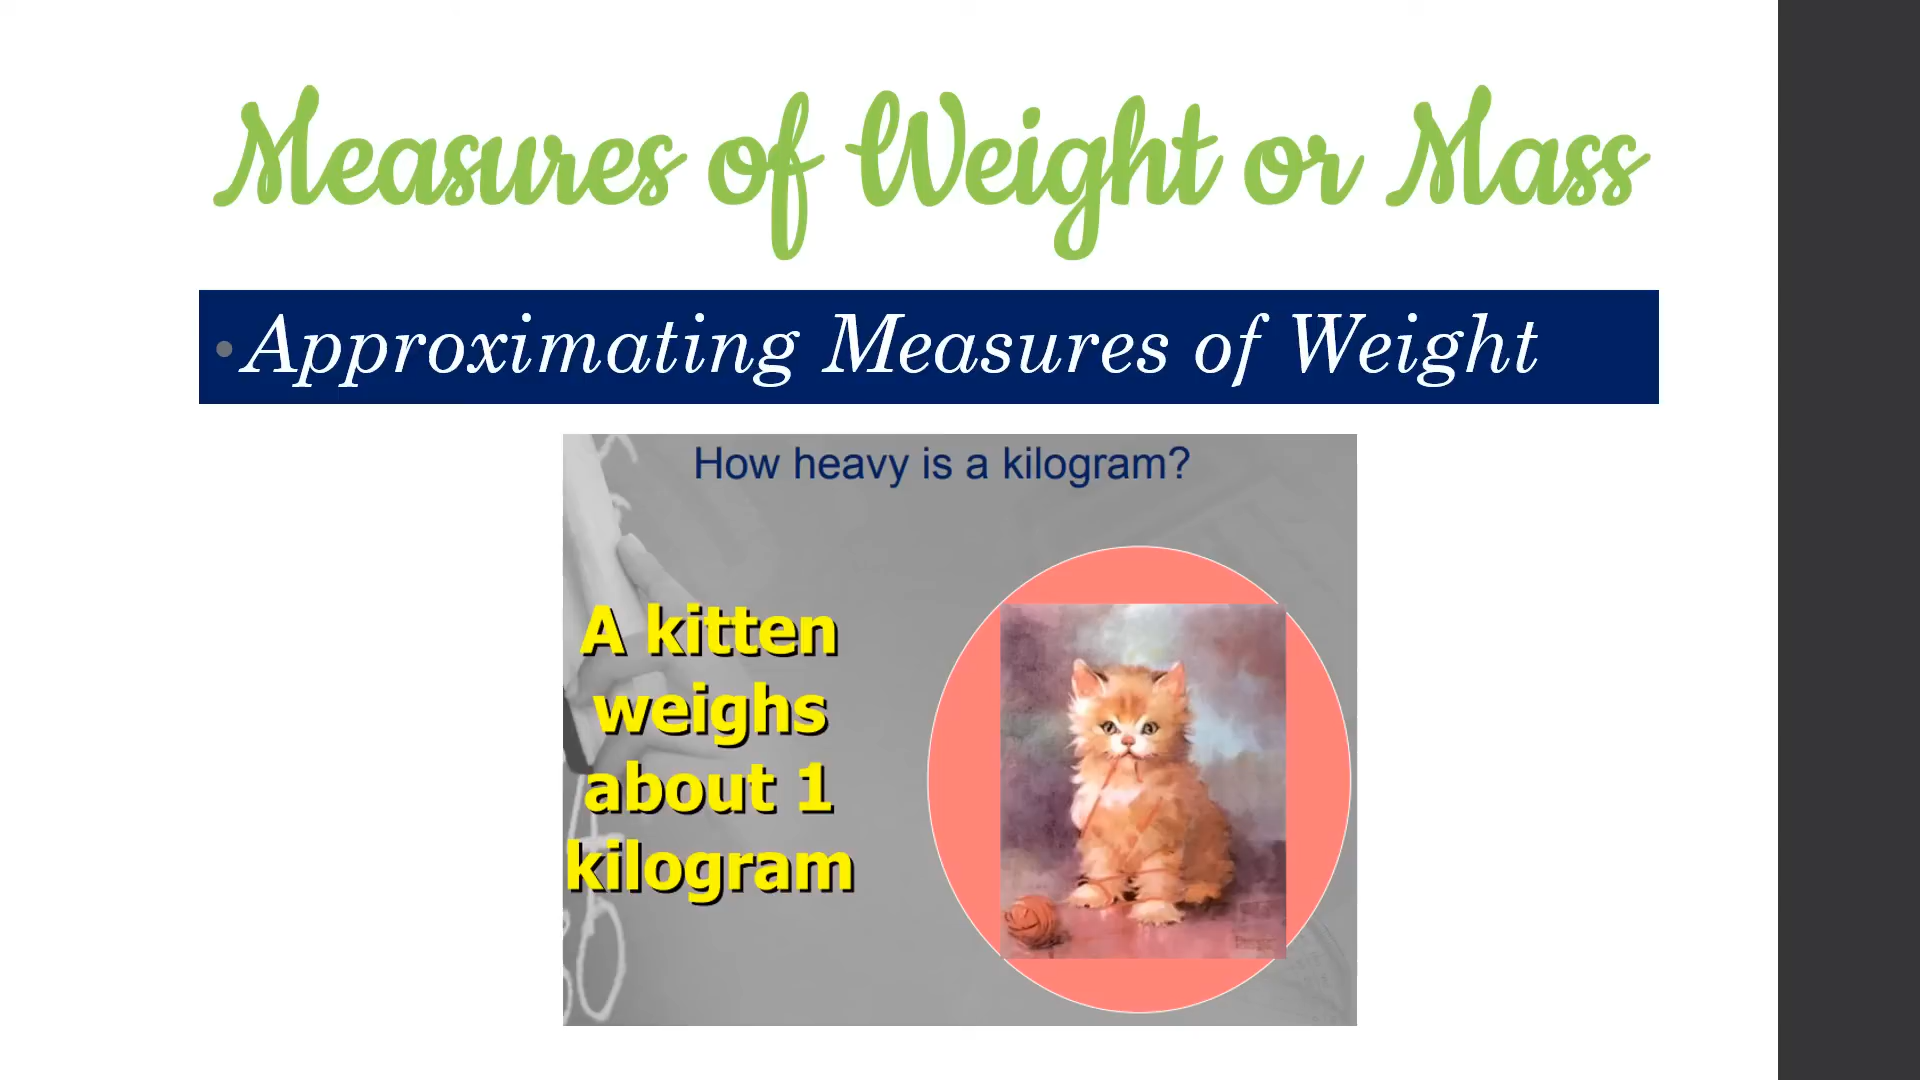 Measures of Weight or Mass
• Approximating Measures of Weight
How heavy is a kilogram?
A kitten
weighs
about 1
kilogram